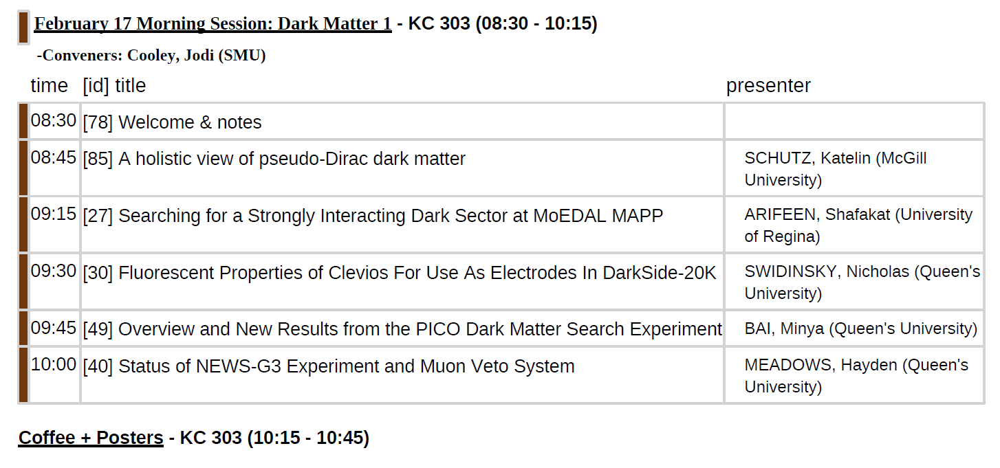 February 17 Morning Session: Dark Matter 1 - KC 303 (08:30 - 10:15)
-Conveners: Cooley, Jodi (SMU)
time [id] title presenter
08:30 [78] Welcome & notes
08:45 [85] A holistic view of pseudo-Dirac dark matter SCHUTZ, Katelin (McGill
University)
09:15 [27] Searching for a Strongly Interacting Dark Sector at MoEDAL MAPP ARIFEEN, Shafakat (University
of Regina)
09:30 [30] Fluorescent Properties of Clevios For Use As Electrodes In DarkSide-20K SWIDINSKY, Nicholas (Queen's
University)
09:45 [49] Overview and New Results from the PICO Dark Matter Search Experiment BAI, Minya (Queen's University)
10:00 [40] Status of NEWS-G3 Experiment and Muon Veto System MEADOWS, Hayden (Queen's
University)
Coffee + Posters - KC 303 (10:15 - 10:45)